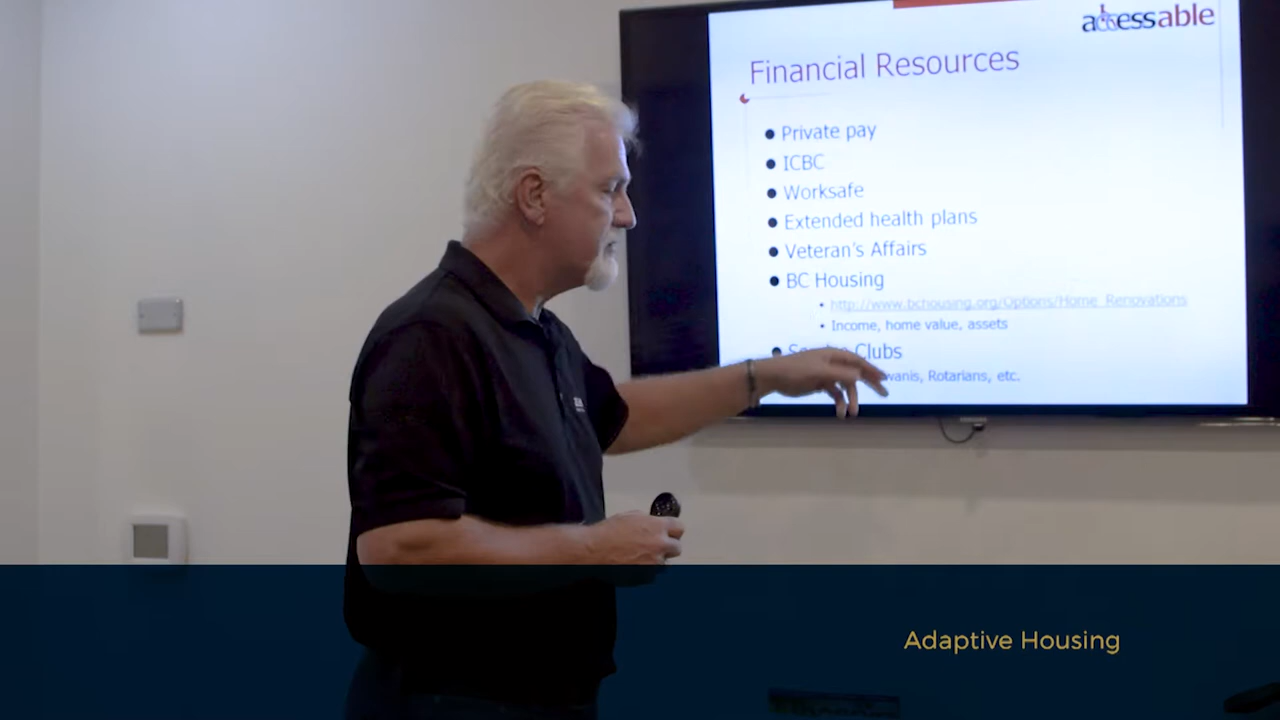 accessable
Financial Resources
Private pay
ICBC
Worksafe
Extended health plans
Veteran's Affairs
BC Housing
http://www.bchousing.org/Options/Home_Renovations
Income, home value, assets
Clubs
Rotarians, etc.
Adaptive Housing